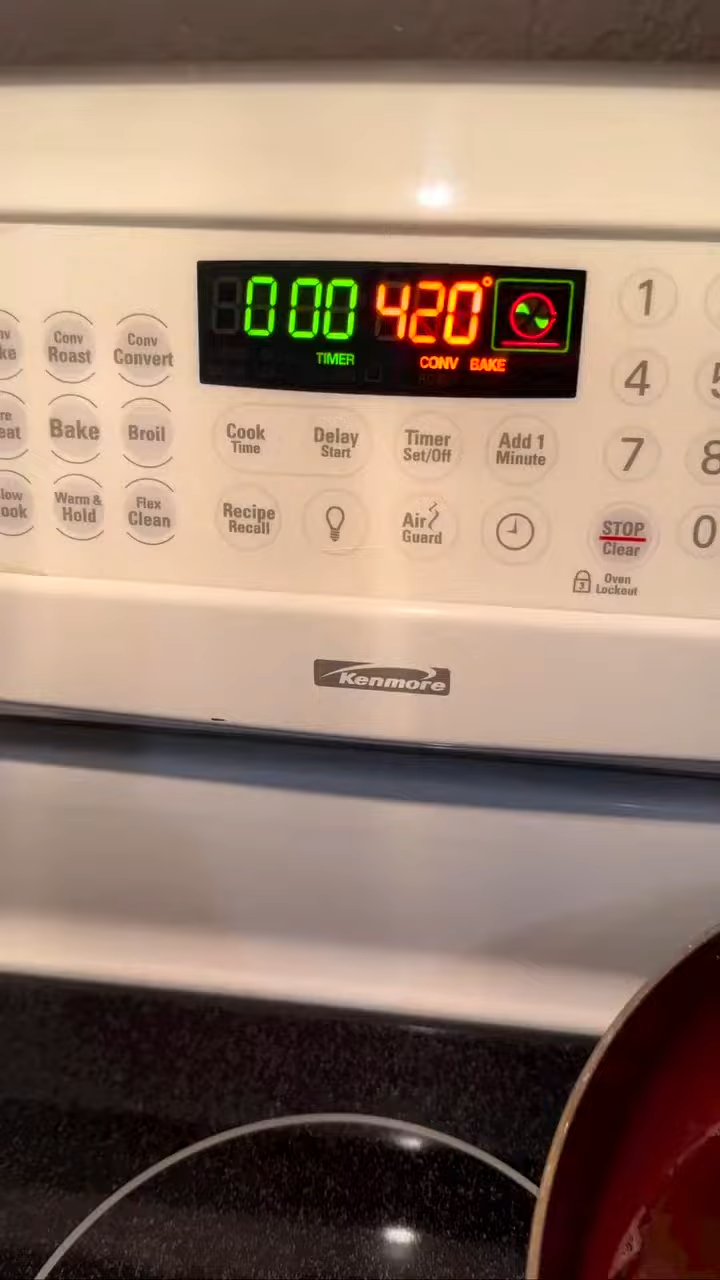 000 420°
TIMER CONV BAKE
Conv Roast
Conv Convert
Bake
Broil
Warm & Hold
Flex Clean
Cook Time
Delay Start
Timer Set/Off
Add 1 Minute
Recipe Recall
Air Guard
1
4
7
8
STOP Clear
0
Oven Lockout
Kenmore